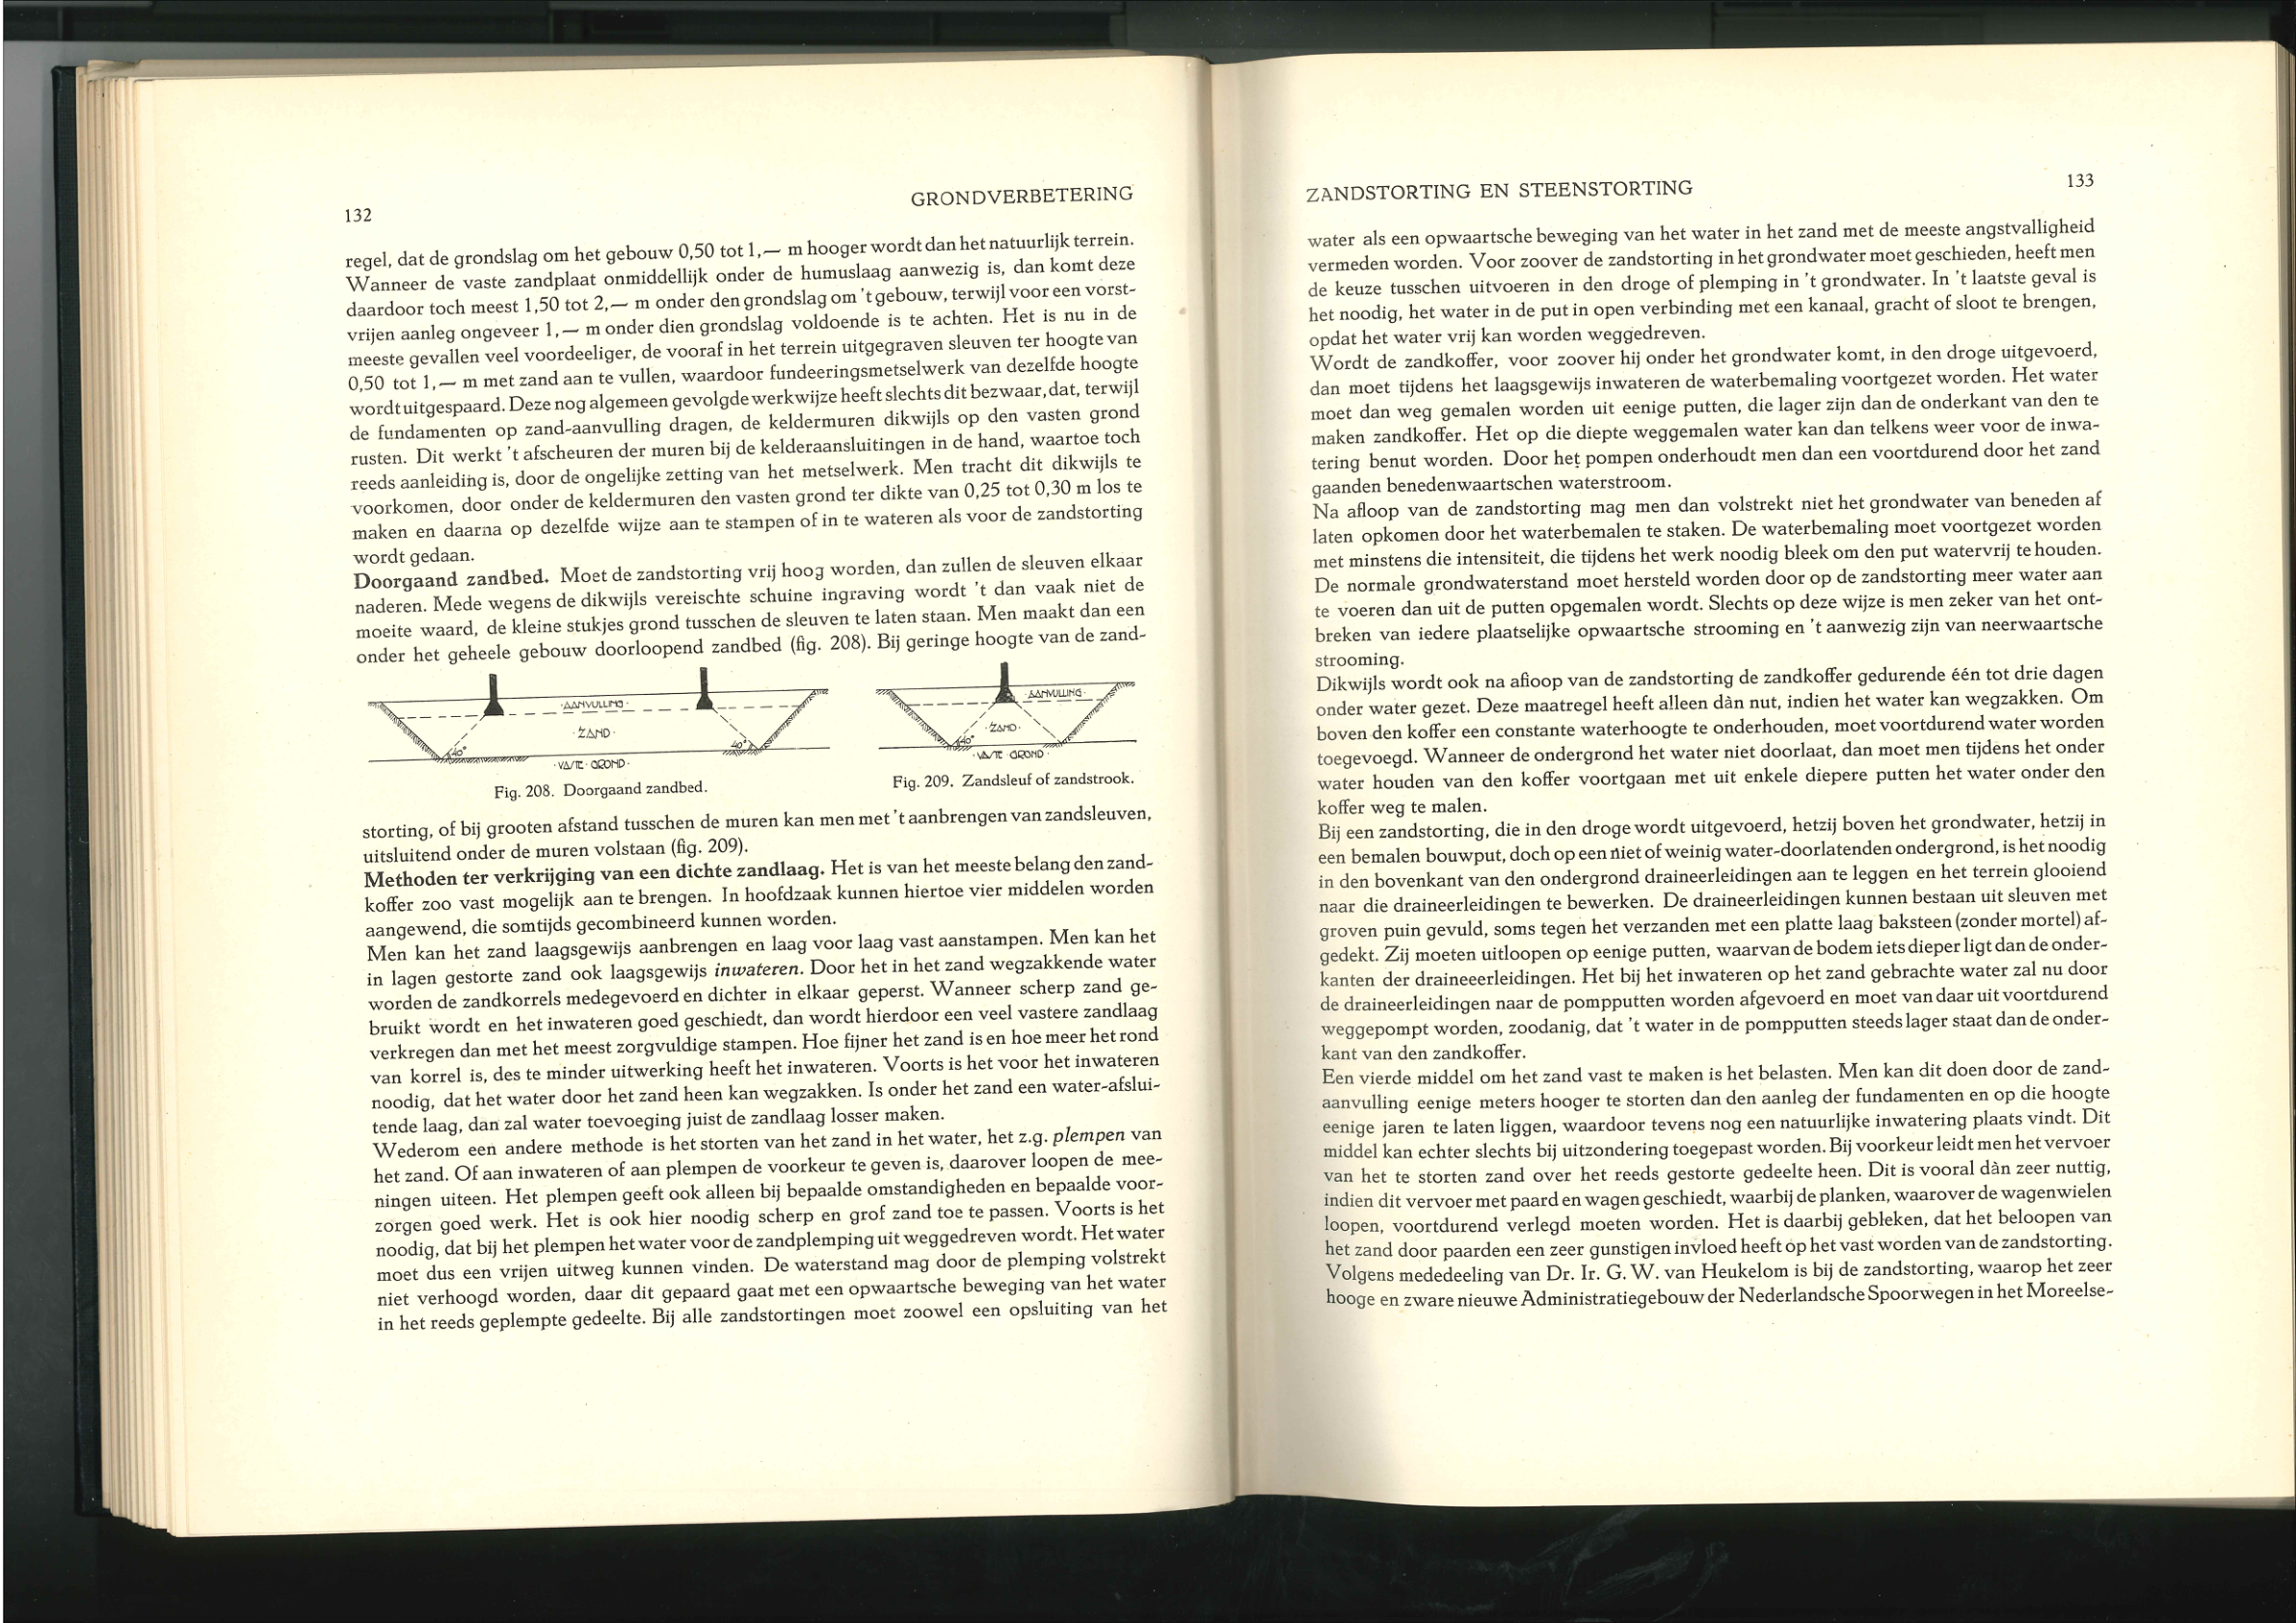 132
GRONDVERBETERING
regel, dat de grondslag om het gebouw 0,50 tot 1,— m hooger wordt dan het natuurlijk terrein.
Wanneer de vaste zandplaat onmiddellijk onder de humuslaag aanwezig is, dan komt deze
daardoor toch meest 1,50 tot 2,— m onder den grondslag om 't gebouw, terwijl voor een vorst-
vrijen aanleg ongeveer 1,— m onder dien grondslag voldoende is te achten. Het is nu in de
meeste gevallen veel voordeeliger, de vooraf in het terrein uitgegraven sleuven ter hoogte van
0,50 tot 1,— m met zand aan te vullen, waardoor fundeeringsmetselwerk van dezelfde hoogte
wordt uitgespaard. Deze nog algemeen gevolgde werkwijze heeft slechts dit bezwaar, dat, terwijl
de fundamenten op zand-aanvulling dragen, de keldermuren dikwijls op den vasten grond
rusten. Dit werkt 't afscheuren der muren bij de kelderaansluitingen in de hand, waartoe toch
reeds aanleiding is, door de ongelijke zetting van het metselwerk. Men tracht dit dikwijls te
voorkomen, door onder de keldermuren den vasten grond ter dikte van 0,25 tot 0,30 m los te
maken en daarna op dezelfde wijze aan te stampen of in te wateren als voor de zandstorting
wordt gedaan.
Doorgaand zandbed. Moet de zandstorting vrij hoog worden, dan zullen de sleuven elkaar
naderen. Mede wegens de dikwijls vereischte schuine ingraving wordt 't dan vaak niet de
moeite waard, de kleine stukjes grond tusschen de sleuven te laten staan. Men maakt dan een
onder het geheele gebouw doorloopend zandbed (fig. 208). Bij geringe hoogte van de zand-
· AANVULLING ·
· ZAND ·
40°
40°
· VASTE · GROND ·
Fig. 208. Doorgaand zandbed.
· AANVULLING ·
· ZAND ·
40°
· VASTE · GROND ·
Fig. 209. Zandsleuf of zandstrook.
storting, of bij grooten afstand tusschen de muren kan men met 't aanbrengen van zandsleuven,
uitsluitend onder de muren volstaan (fig. 209).
Methoden ter verkrijging van een dichte zandlaag. Het is van het meeste belang den zand-
koffer zoo vast mogelijk aan te brengen. In hoofdzaak kunnen hiertoe vier middelen worden
aangewend, die somtijds gecombineerd kunnen worden.
Men kan het zand laagsgewijs aanbrengen en laag voor laag vast aanstampen. Men kan het
in lagen gestorte zand ook laagsgewijs inwateren. Door het in het zand wegzakkende water
worden de zandkorrels medegevoerd en dichter in elkaar geperst. Wanneer scherp zand ge-
bruikt wordt en het inwateren goed geschiedt, dan wordt hierdoor een veel vastere zandlaag
verkregen dan met het meest zorgvuldige stampen. Hoe fijner het zand is en hoe meer het rond
van korrel is, des te minder uitwerking heeft het inwateren. Voorts is het voor het inwateren
noodig, dat het water door het zand heen kan wegzakken. Is onder het zand een water-afslui-
tende laag, dan zal water toevoeging juist de zandlaag losser maken.
Wederom een andere methode is het storten van het zand in het water, het z.g. plempen van
het zand. Of aan inwateren of aan plempen de voorkeur te geven is, daarover loopen de mee-
ningen uiteen. Het plempen geeft ook alleen bij bepaalde omstandigheden en bepaalde voor-
zorgen goed werk. Het is ook hier noodig scherp en grof zand toe te passen. Voorts is het
noodig, dat bij het plempen het water voor de zandplemping uit weggedreven wordt. Het water
moet dus een vrijen uitweg kunnen vinden. De waterstand mag door de plemping volstrekt
niet verhoogd worden, daar dit gepaard gaat met een opwaartsche beweging van het water
in het reeds geplempte gedeelte. Bij alle zandstortingen moet zoowel een opsluiting van het
ZANDSTORTING EN STEENSTORTING
133
water als een opwaartsche beweging van het water in het zand met de meeste angstvalligheid
vermeden worden. Voor zoover de zandstorting in het grondwater moet geschieden, heeft men
de keuze tusschen uitvoeren in den droge of plemping in 't grondwater. In 't laatste geval is
het noodig, het water in de put in open verbinding met een kanaal, gracht of sloot te brengen,
opdat het water vrij kan worden weggedreven.
Wordt de zandkoffer, voor zoover hij onder het grondwater komt, in den droge uitgevoerd,
dan moet tijdens het laagsgewijs inwateren de waterbemaling voortgezet worden. Het water
moet dan weg gemalen worden uit eenige putten, die lager zijn dan de onderkant van den te
maken zandkoffer. Het op die diepte weggemalen water kan dan telkens weer voor de inwa-
tering benut worden. Door het pompen onderhoudt men dan een voortdurend door het zand
gaanden benedenwaartschen waterstroom.
Na afloop van de zandstorting mag men dan volstrekt niet het grondwater van beneden af
laten opkomen door het waterbemalen te staken. De waterbemaling moet voortgezet worden
met minstens die intensiteit, die tijdens het werk noodig bleek om den put watervrij te houden.
De normale grondwaterstand moet hersteld worden door op de zandstorting meer water aan
te voeren dan uit de putten opgemalen wordt. Slechts op deze wijze is men zeker van het ont-
breken van iedere plaatselijke opwaartsche strooming en 't aanwezig zijn van neerwaartsche
strooming.
Dikwijls wordt ook na afloop van de zandstorting de zandkoffer gedurende één tot drie dagen
onder water gezet. Deze maatregel heeft alleen dàn nut, indien het water kan wegzakken. Om
boven den koffer een constante waterhoogte te onderhouden, moet voortdurend water worden
toegevoegd. Wanneer de ondergrond het water niet doorlaat, dan moet men tijdens het onder
water houden van den koffer voortgaan met uit enkele diepere putten het water onder den
koffer weg te malen.
Bij een zandstorting, die in den droge wordt uitgevoerd, hetzij boven het grondwater, hetzij in
een bemalen bouwput, doch op een niet of weinig water-doorlatenden ondergrond, is het noodig
in den bovenkant van den ondergrond draineerleidingen aan te leggen en het terrein glooiend
naar die draineerleidingen te bewerken. De draineerleidingen kunnen bestaan uit sleuven met
groven puin gevuld, soms tegen het verzanden met een platte laag baksteen (zonder mortel) af-
gedekt. Zij moeten uitloopen op eenige putten, waarvan de bodem iets dieper ligt dan de onder-
kanten der draineeerleidingen. Het bij het inwateren op het zand gebrachte water zal nu door
de draineerleidingen naar de pompputten worden afgevoerd en moet van daar uit voortdurend
weggepompt worden, zoodanig, dat 't water in de pompputten steeds lager staat dan de onder-
kant van den zandkoffer.
Een vierde middel om het zand vast te maken is het belasten. Men kan dit doen door de zand-
aanvulling eenige meters hooger te storten dan den aanleg der fundamenten en op die hoogte
eenige jaren te laten liggen, waardoor tevens nog een natuurlijke inwatering plaats vindt. Dit
middel kan echter slechts bij uitzondering toegepast worden. Bij voorkeur leidt men het vervoer
van het te storten zand over het reeds gestorte gedeelte heen. Dit is vooral dàn zeer nuttig,
indien dit vervoer met paard en wagen geschiedt, waarbij de planken, waarover de wagenwielen
loopen, voortdurend verlegd moeten worden. Het is daarbij gebleken, dat het beloopen van
het zand door paarden een zeer gunstigen invloed heeft op het vast worden van de zandstorting.
Volgens mededeeling van Dr. Ir. G. W. van Heukelom is bij de zandstorting, waarop het zeer
hooge en zware nieuwe Administratiegebouw der Nederlandsche Spoorwegen in het Moreelse-